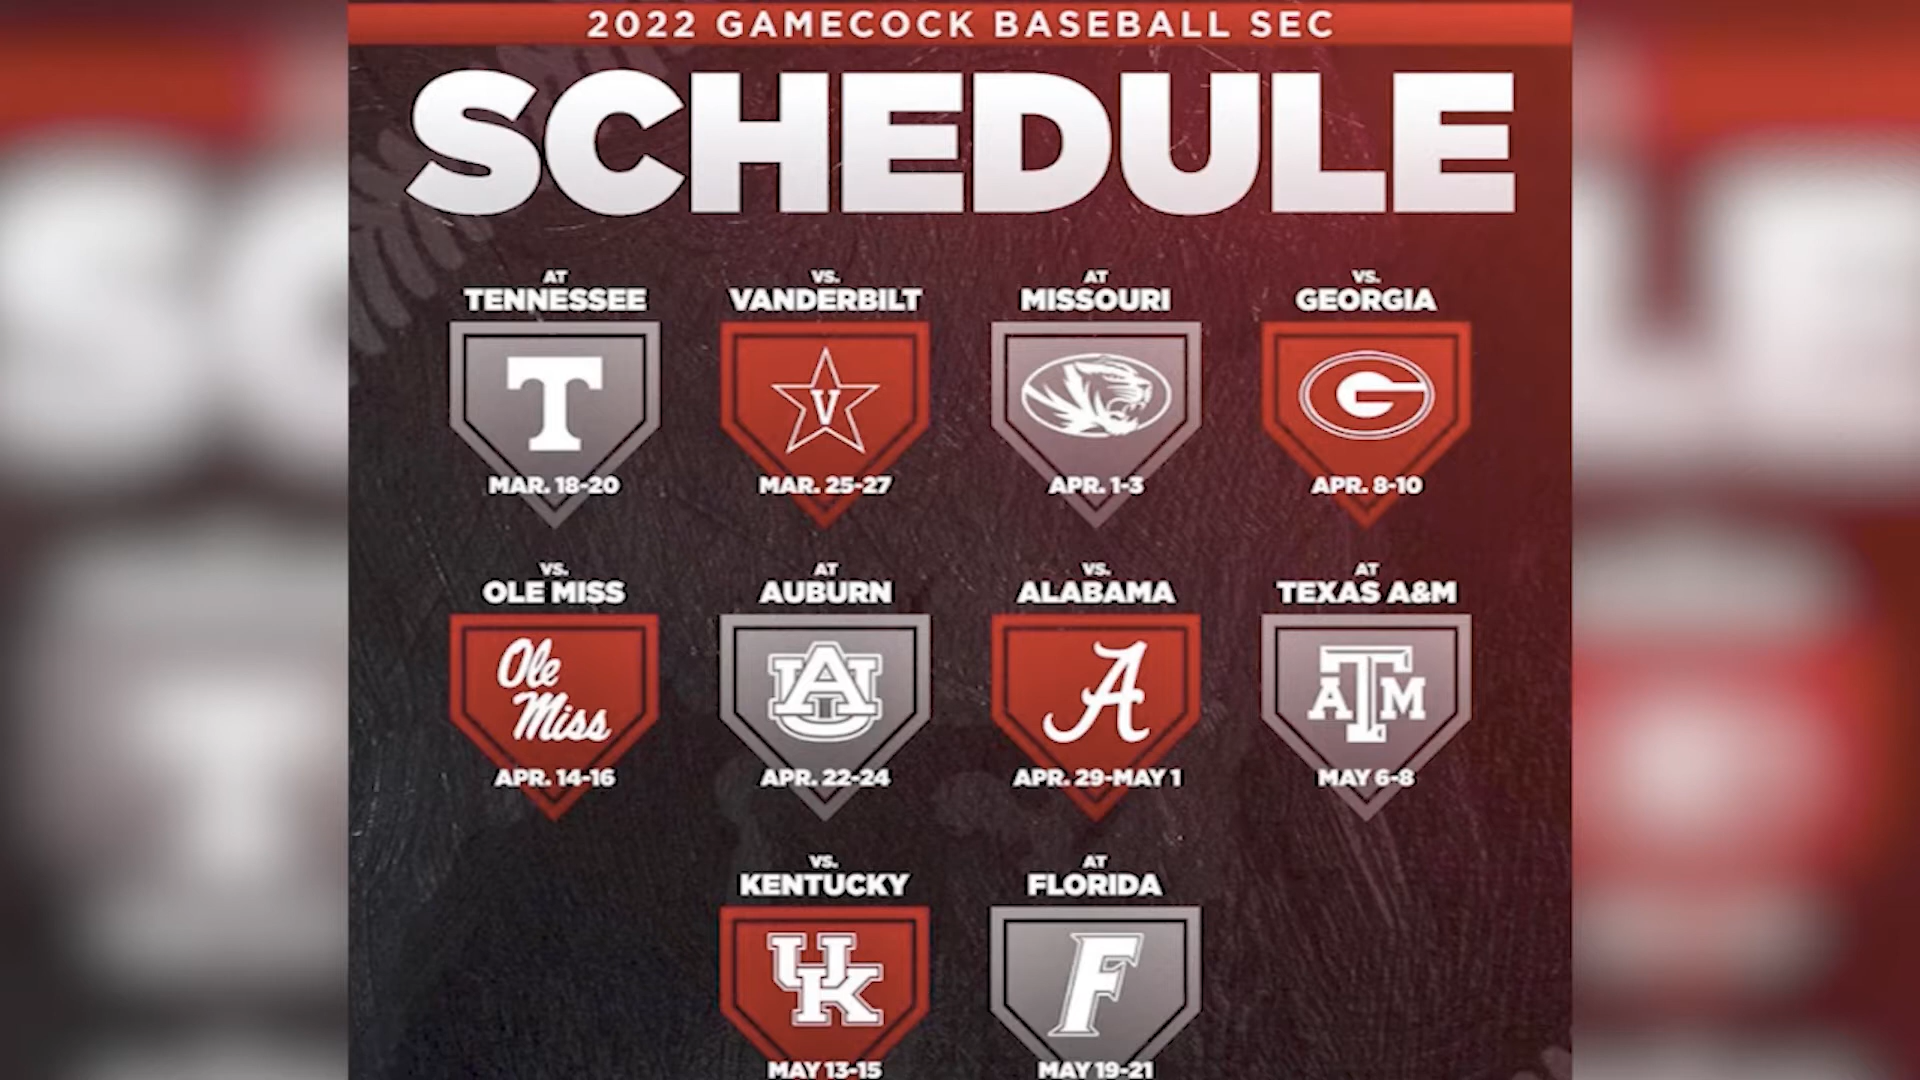 2022 GAMECOCK BASEBALL SEC
SCHEDULE
AT
TENNESSEE
T
MAR. 18-20
VS.
VANDERBILT
V
MAR. 25-27
AT
MISSOURI
APR. 1-3
VS.
GEORGIA
G
APR. 8-10
VS.
OLE MISS
Ole
Miss
APR. 14-16
AT
AUBURN
AU
APR. 22-24
VS.
ALABAMA
A
APR. 29-MAY 1
AT
TEXAS A&M
ATM
MAY 6-8
VS.
KENTUCKY
UK
MAY 13-15
AT
FLORIDA
F
MAY 19-21